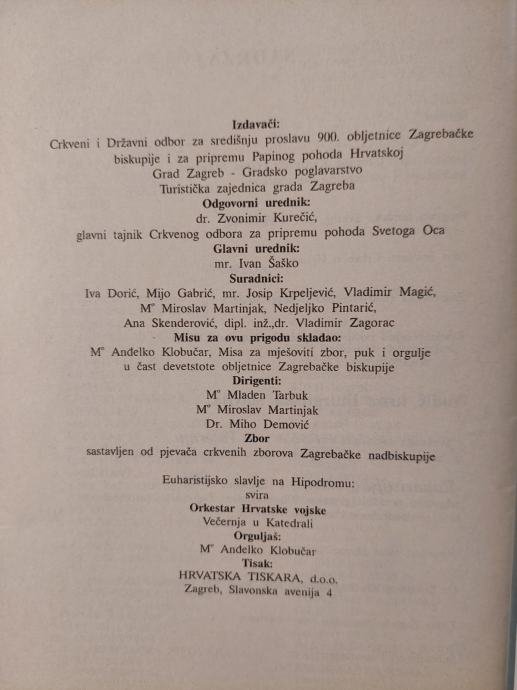 Izdavači:
Crkveni i Državni odbor za središnju proslavu 900. obljetnice Zagrebačke
biskupije i za pripremu Papinog pohoda Hrvatskoj
Grad Zagreb - Gradsko poglavarstvo
Turistička zajednica grada Zagreba
Odgovorni urednik:
dr. Zvonimir Kurečić,
glavni tajnik Crkvenog odbora za pripremu pohoda Svetoga Oca
Glavni urednik:
mr. Ivan Šaško
Suradnici:
Iva Dorić, Mijo Gabrić, mr. Josip Krpeljević, Vladimir Magić,
Mº Miroslav Martinjak, Nedjeljko Pintarić,
Ana Skenderović, dipl. inž.,dr. Vladimir Zagorac
Misu za ovu prigodu skladao:
Mº Anđelko Klobučar, Misa za mješoviti zbor, puk i orgulje
u čast devetstote obljetnice Zagrebačke biskupije
Dirigenti:
Mº Mladen Tarbuk
Mº Miroslav Martinjak
Dr. Miho Demović
Zbor
sastavljen od pjevača crkvenih zborova Zagrebačke nadbiskupije
Euharistijsko slavlje na Hipodromu:
svira
Orkestar Hrvatske vojske
Večernja u Katedrali
Orguljaš:
Mº Anđelko Klobučar
Tisak:
HRVATSKA TISKARA, d.o.o.
Zagreb, Slavonska avenija 4